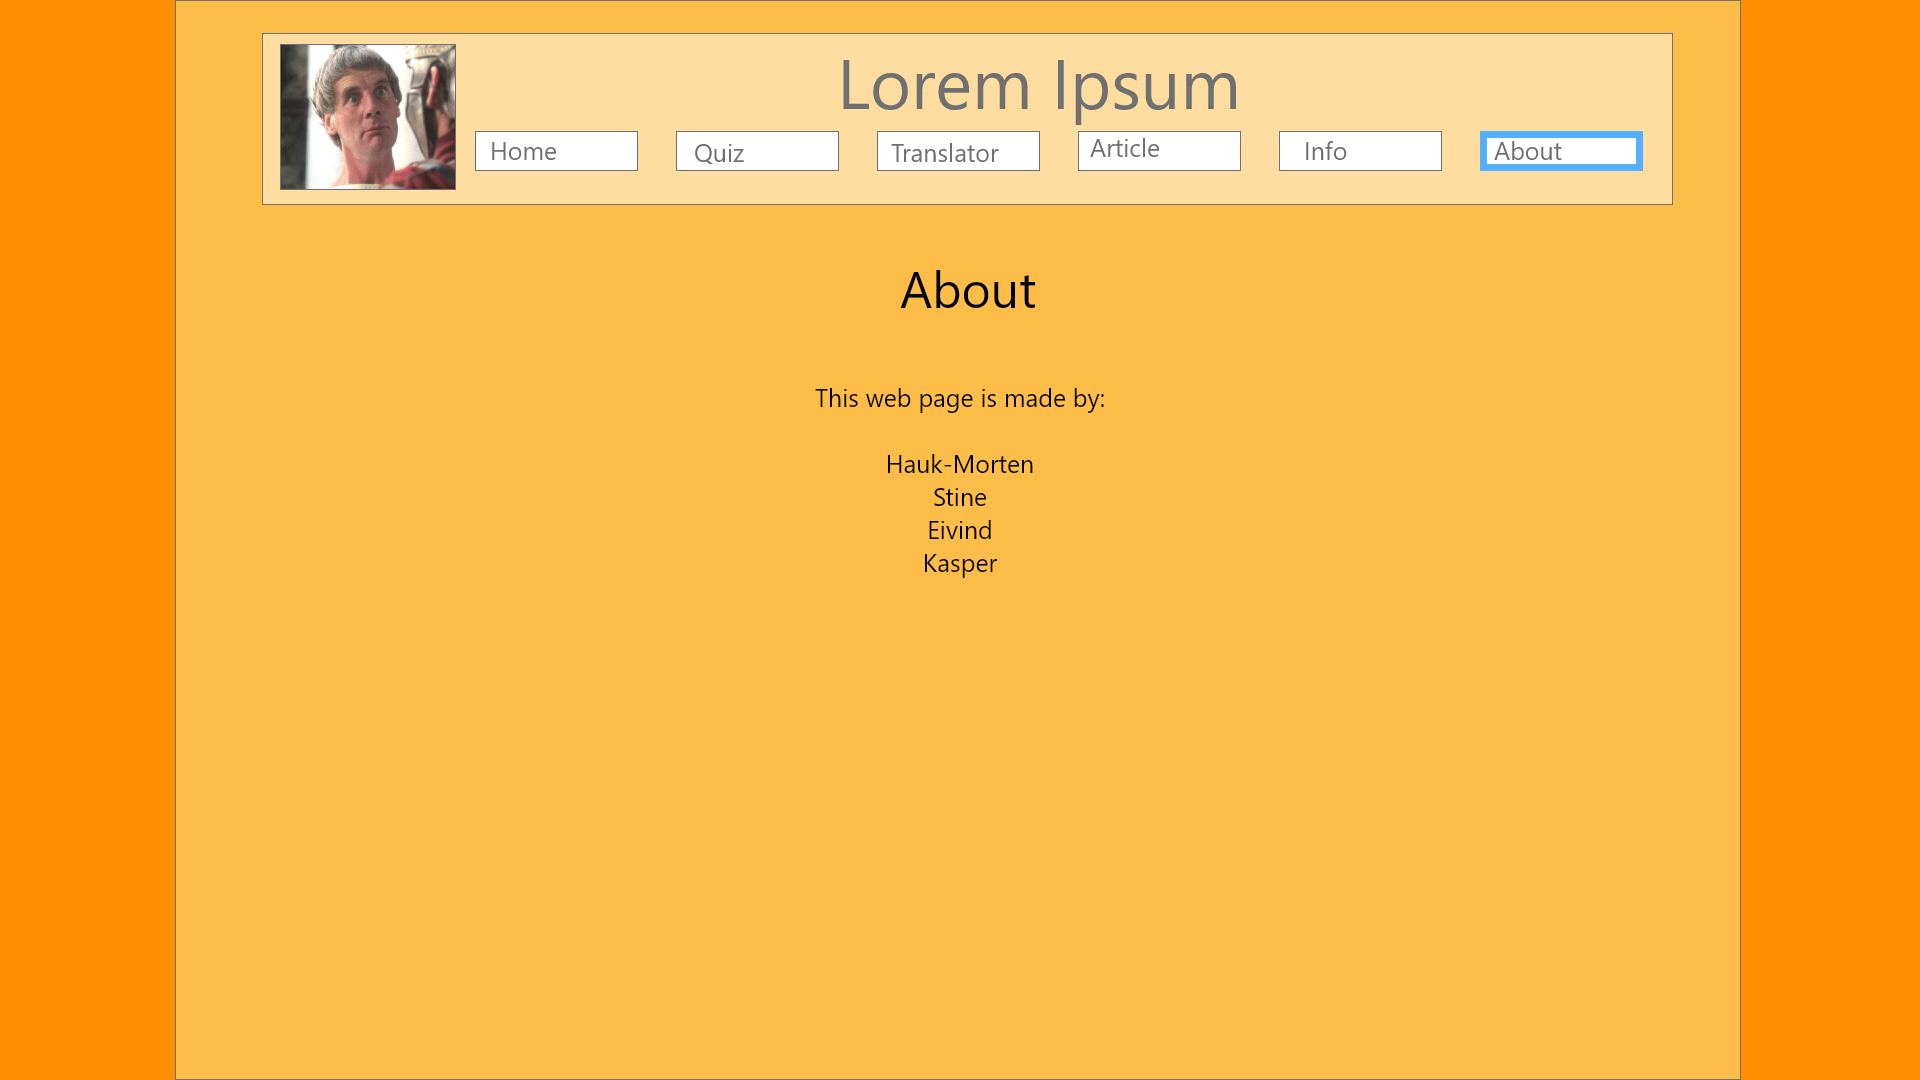 Lorem Ipsum
Home
Quiz
Translator
Article
Info
About
About
This web page is made by:
Hauk-Morten
Stine
Eivind
Kasper